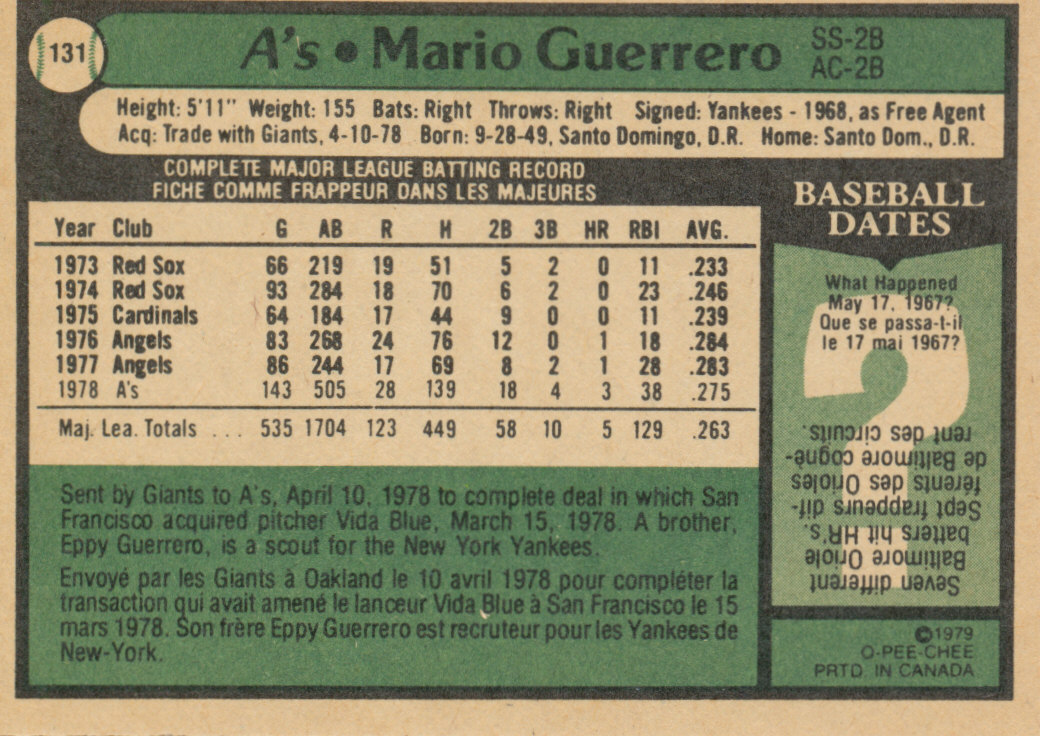 131
A's • Mario Guerrero
SS-2B
AC-2B
Height: 5'11" Weight: 155 Bats: Right Throws: Right Signed: Yankees - 1968, as Free Agent
Acq: Trade with Giants, 4-10-78 Born: 9-28-49, Santo Domingo, D.R. Home: Santo Dom., D.R.
COMPLETE MAJOR LEAGUE BATTING RECORD
FICHE COMME FRAPPEUR DANS LES MAJEURES
Year Club G AB R H 2B 3B HR RBI AVG.
1973 Red Sox 66 219 19 51 5 2 0 11 .233
1974 Red Sox 93 284 18 70 6 2 0 23 .246
1975 Cardinals 64 184 17 44 9 0 0 11 .239
1976 Angels 83 268 24 76 12 0 1 18 .284
1977 Angels 86 244 17 69 8 2 1 28 .283
1978 A's 143 505 28 139 18 4 3 38 .275
Maj. Lea. Totals ... 535 1704 123 449 58 10 5 129 .263
Sent by Giants to A's, April 10, 1978 to complete deal in which San
Francisco acquired pitcher Vida Blue, March 15, 1978. A brother,
Eppy Guerrero, is a scout for the New York Yankees.
Envoyé par les Giants à Oakland le 10 avril 1978 pour compléter la
transaction qui avait amené le lanceur Vida Blue à San Francisco le 15
mars 1978. Son frère Eppy Guerrero est recruteur pour les Yankees de
New-York.
BASEBALL
DATES
What Happened
May 17, 1967?
Que se passa-t-il
le 17 mai 1967?
Seven different
Baltimore Oriole
batters hit HR's.
Sept frappeurs dif-
férents des Orioles
de Baltimore cogne-
rent des circuits.
©1979
O-PEE-CHEE
PRTD. IN CANADA